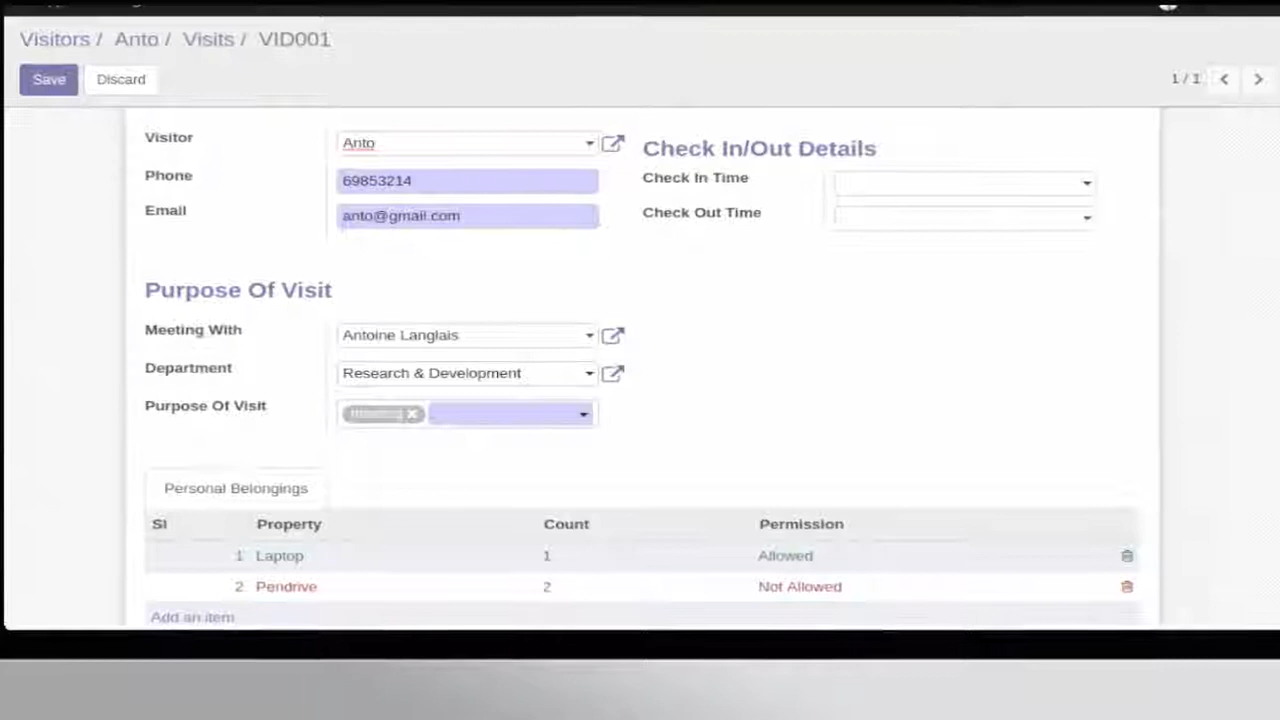 Visitors / Anto / Visits / VID001
Save Discard
1 / 1
Visitor Anto
Phone 69853214
Email anto@gmail.com
Check In/Out Details
Check In Time
Check Out Time
Purpose Of Visit
Meeting With Antoine Langlais
Department Research & Development
Purpose Of Visit
Personal Belongings
Sl Property Count Permission
1 Laptop 1 Allowed
2 Pendrive 2 Not Allowed
Add an item